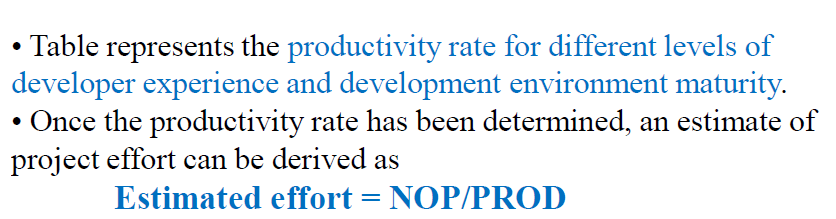 • Table represents the productivity rate for different levels of
developer experience and development environment maturity.
• Once the productivity rate has been determined, an estimate of
project effort can be derived as
Estimated effort = NOP/PROD